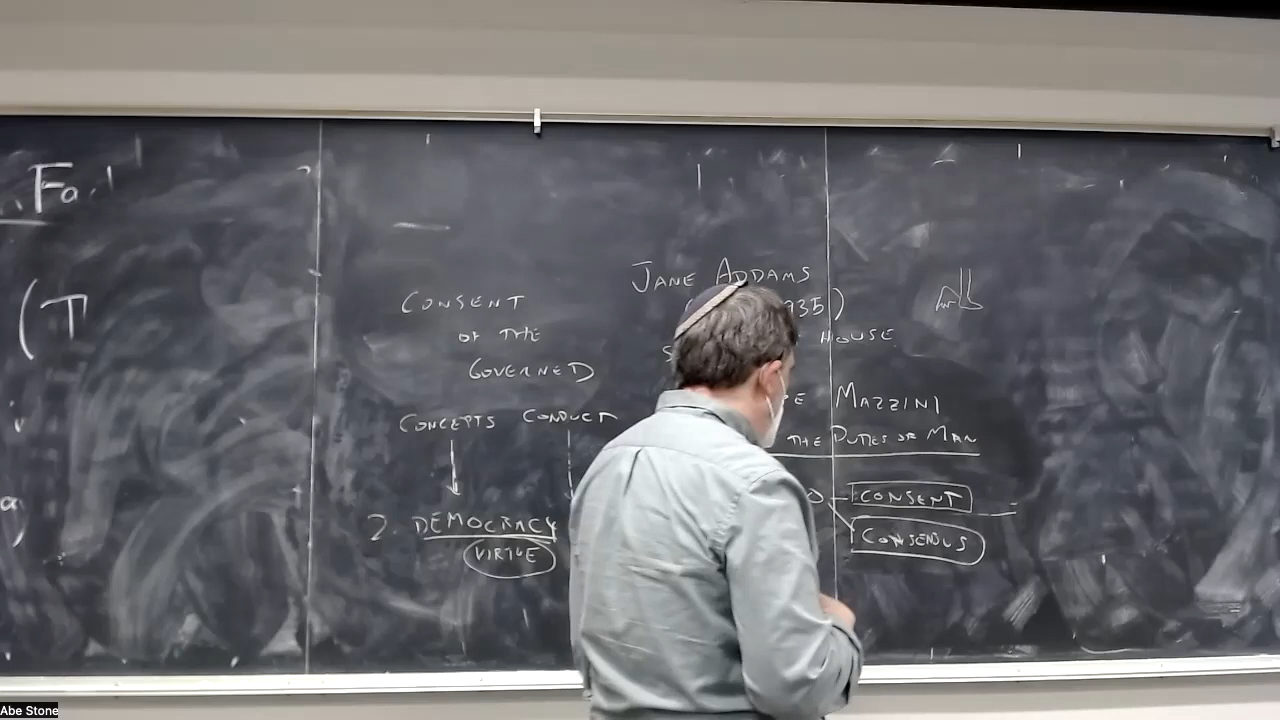 Fa
(T
CONSENT
OF THE
GOVERNED
CONCEPTS CONDUCT
2. DEMOCRACY
VIRTUE
JANE ADDAMS
935)
HOUSE
MAZZINI
THE DUTIES OF MAN
CONSENT
CONSENSUS
Abe Stone